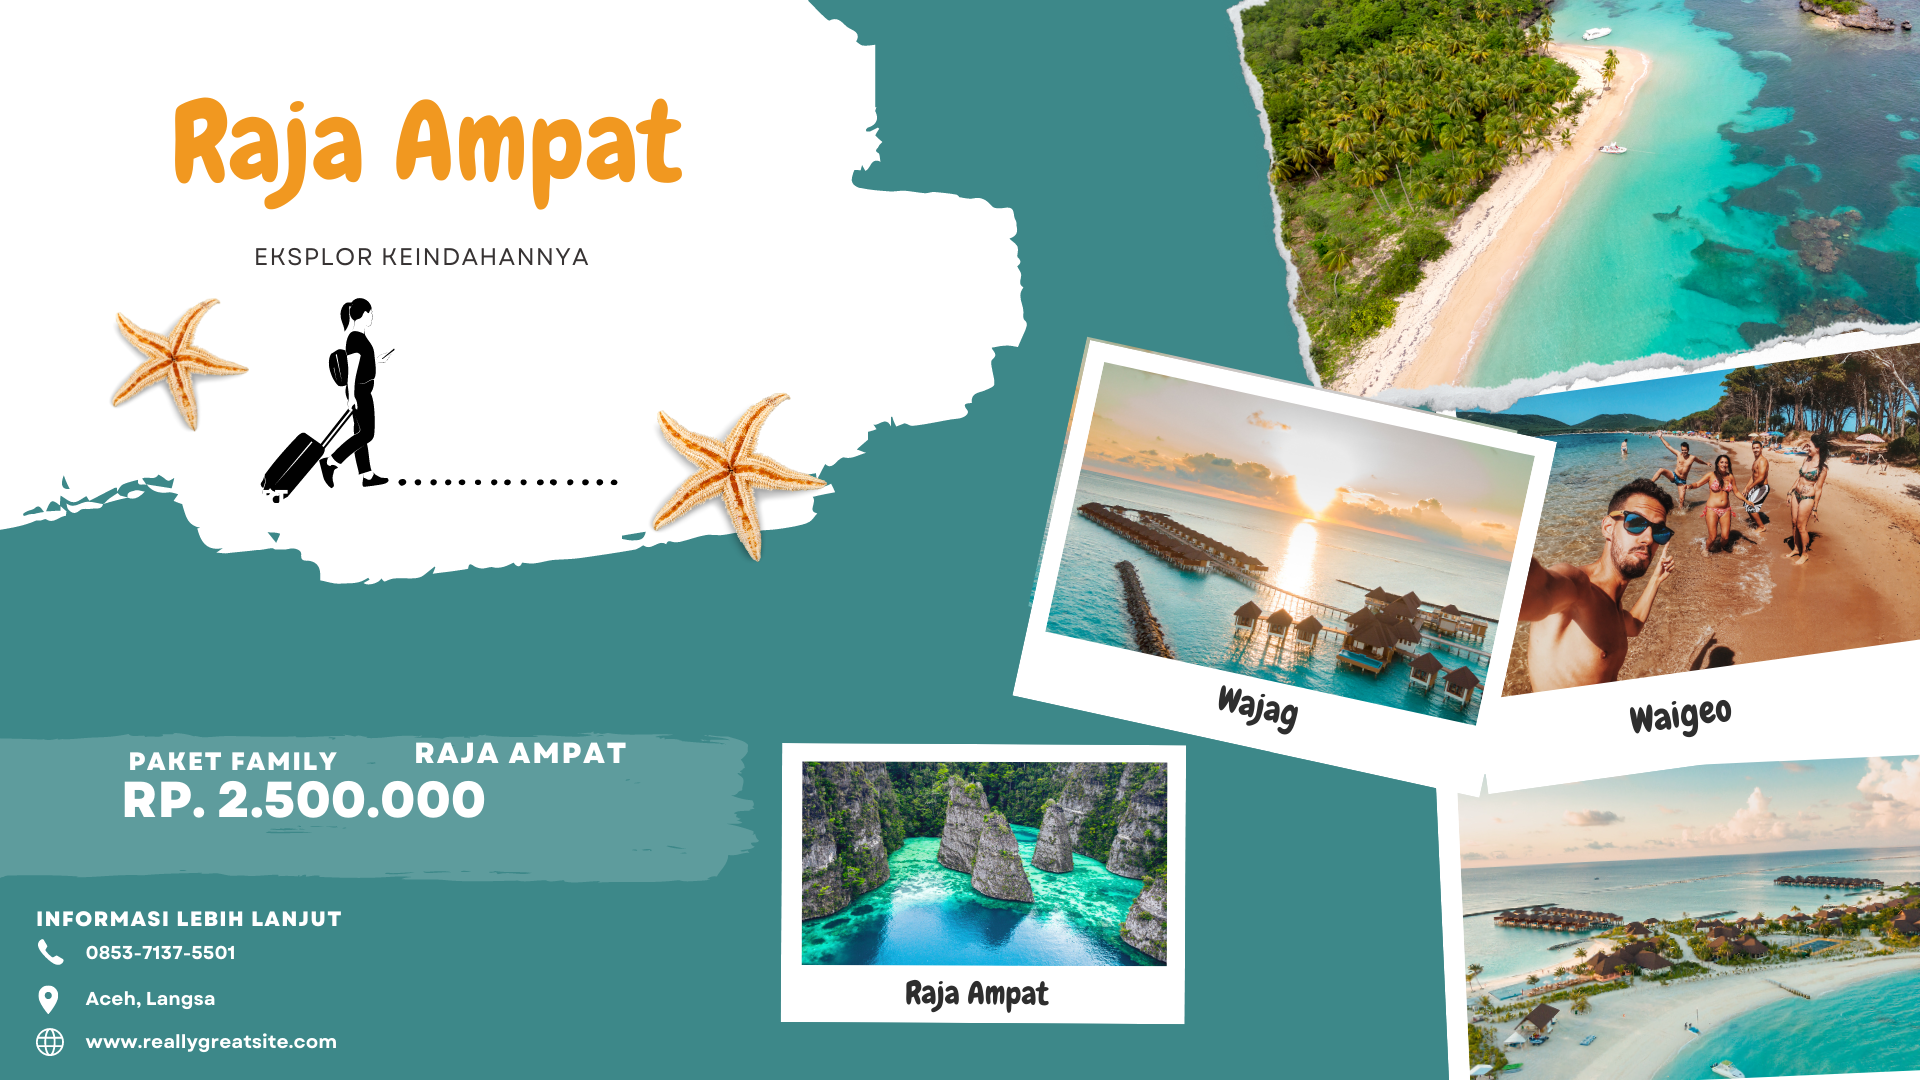 Raja Ampat
EKSPLOR KEINDAHANNYA
Wajag
Waigeo
PAKET FAMILY
RAJA AMPAT
RP. 2.500.000
Raja Ampat
INFORMASI LEBIH LANJUT
0853-7137-5501
Aceh, Langsa
www.reallygreatsite.com